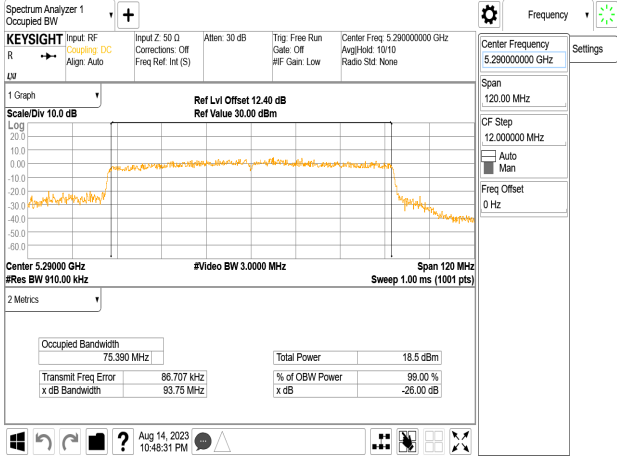 Spectrum Analyzer 1
Occupied BW
Frequency
KEYSIGHT
R
Input: RF
Coupling: DC
Align: Auto
Input Z: 50 Ω
Corrections: Off
Freq Ref: Int (S)
Atten: 30 dB
Trig: Free Run
Gate: Off
#IF Gain: Low
Center Freq: 5.290000000 GHz
Avg|Hold: 10/10
Radio Std: None
LXI
Center Frequency
5.290000000 GHz
Settings
Span
120.00 MHz
CF Step
12.000000 MHz
Auto
Man
Freq Offset
0 Hz
1 Graph
Scale/Div 10.0 dB
Ref Lvl Offset 12.40 dB
Ref Value 30.00 dBm
Log
20.0
10.0
0.00
-10.0
-20.0
-30.0
-40.0
-50.0
-60.0
Center 5.29000 GHz
#Video BW 3.0000 MHz
Span 120 MHz
#Res BW 910.00 kHz
Sweep 1.00 ms (1001 pts)
2 Metrics
Occupied Bandwidth
75.390 MHz
Total Power 18.5 dBm
Transmit Freq Error 86.707 kHz
% of OBW Power 99.00 %
x dB Bandwidth 93.75 MHz
x dB -26.00 dB
?
Aug 14, 2023
10:48:31 PM